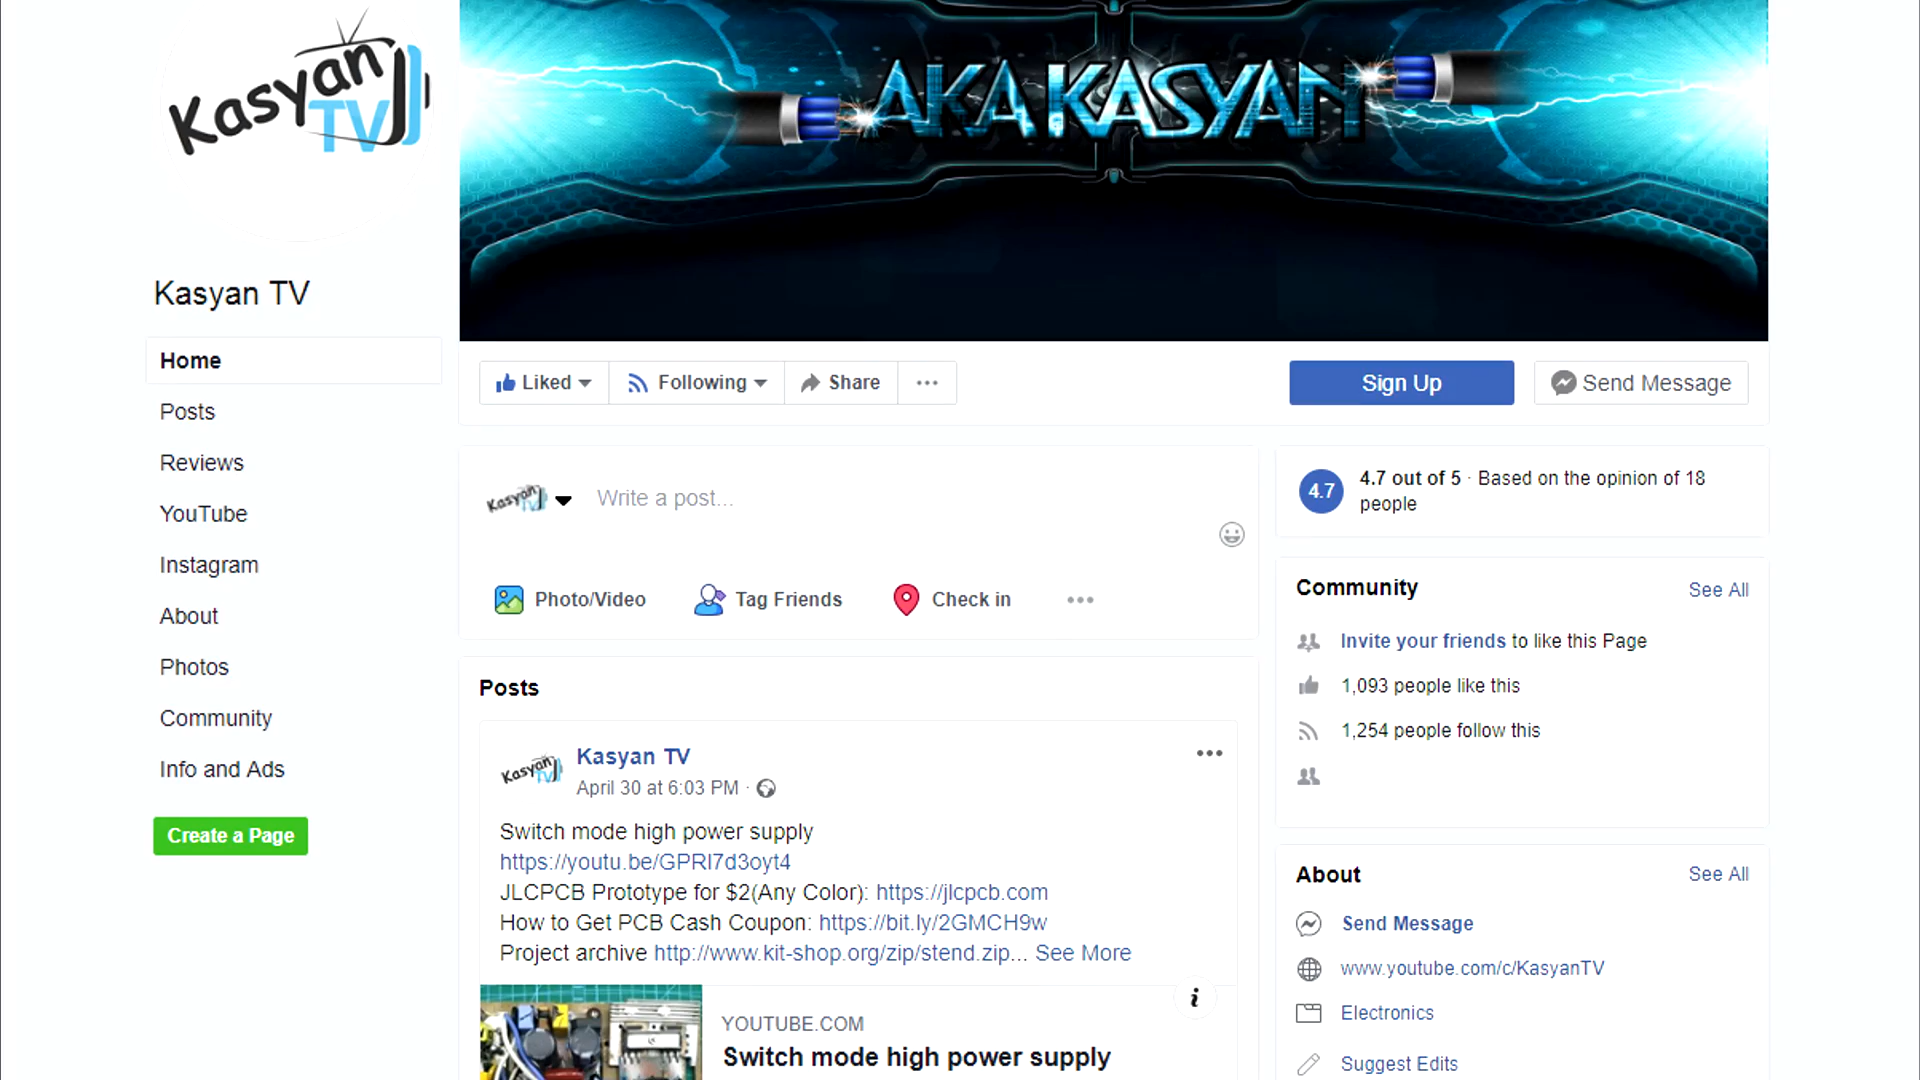 Kasyan
TV
AKA KASYAN
Kasyan TV
Home
Posts
Reviews
YouTube
Instagram
About
Photos
Community
Info and Ads
Create a Page
Liked
Following
Share
Sign Up
Send Message
Kasyan
TV
Write a post...
Photo/Video
Tag Friends
Check in
Posts
Kasyan
TV
Kasyan TV
April 30 at 6:03 PM ·
Switch mode high power supply
https://youtu.be/GPRI7d3oyt4
JLCPCB Prototype for $2(Any Color): https://jlcpcb.com
How to Get PCB Cash Coupon: https://bit.ly/2GMCH9w
Project archive http://www.kit-shop.org/zip/stend.zip... See More
i
YOUTUBE.COM
Switch mode high power supply
4.7
4.7 out of 5 · Based on the opinion of 18
people
Community
See All
Invite your friends to like this Page
1,093 people like this
1,254 people follow this
About
See All
Send Message
www.youtube.com/c/KasyanTV
Electronics
Suggest Edits